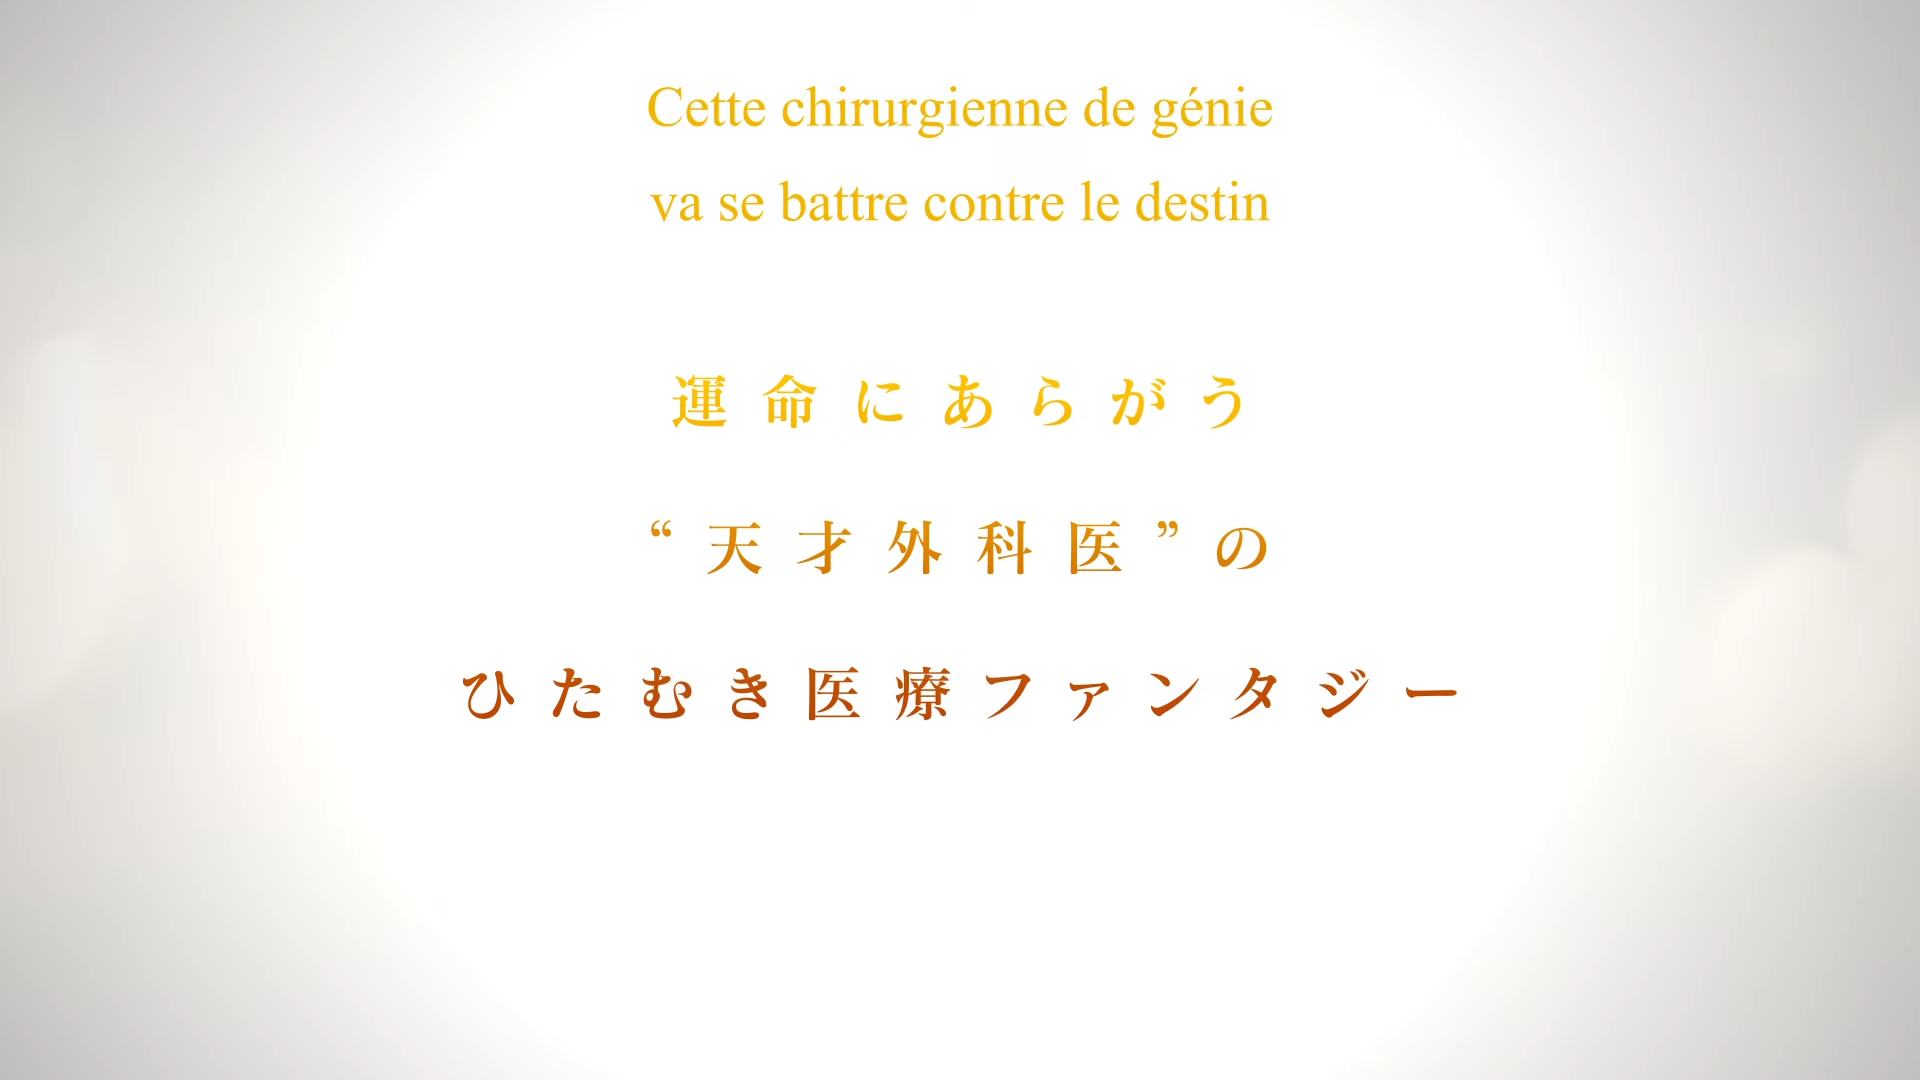 Cette chirurgienne de génie
va se battre contre le destin
運命にあらがう
“天才外科医”の
ひたむき医療ファンタジー